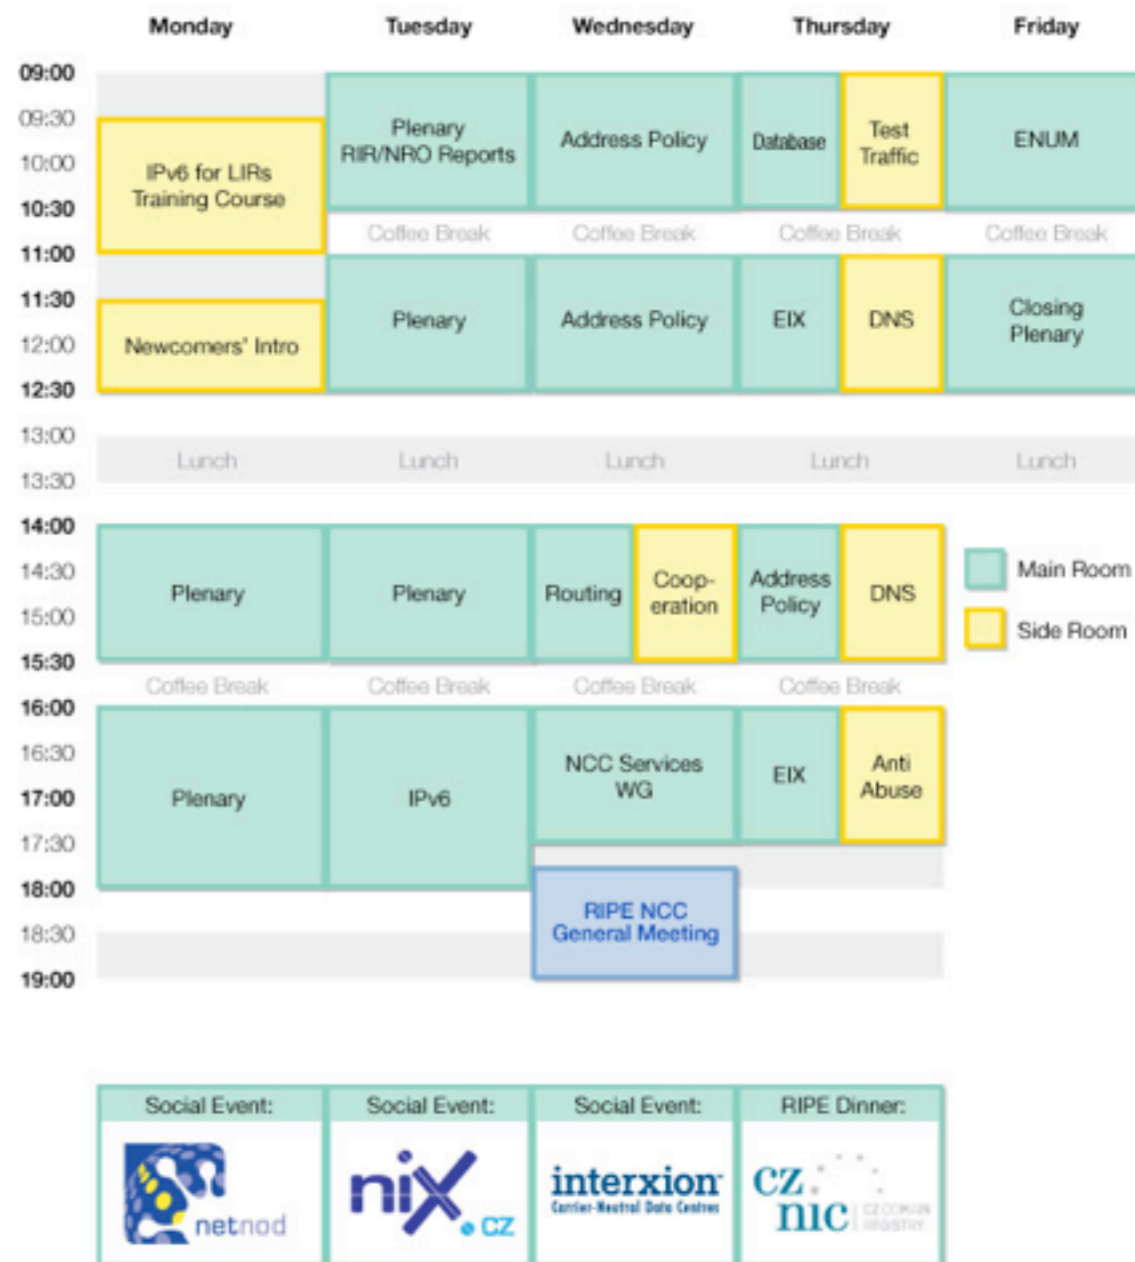 Monday Tuesday Wednesday Thursday Friday
09:00
09:30
10:00
10:30
11:00
11:30
12:00
12:30
13:00
13:30
14:00
14:30
15:00
15:30
16:00
16:30
17:00
17:30
18:00
18:30
19:00
IPv6 for LIRs
Training Course
Newcomers' Intro
Lunch
Plenary
Coffee Break
Plenary
Plenary
RIR/NRO Reports
Coffee Break
Plenary
Lunch
Plenary
Coffee Break
IPv6
Address Policy
Coffee Break
Address Policy
Lunch
Routing
Coop-
eration
Coffee Break
NCC Services
WG
RIPE NCC
General Meeting
Database
Test
Traffic
Coffee Break
EIX
DNS
Lunch
Address
Policy
DNS
Coffee Break
EIX
Anti
Abuse
ENUM
Coffee Break
Closing
Plenary
Lunch
Main Room
Side Room
Social Event:
netnod
Social Event:
nix
.cz
Social Event:
interxion
Carrier-Neutral Data Centres
RIPE Dinner:
cz
nic
CZ DOMAIN
REGISTRY